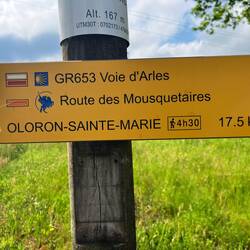 Alt. 167 m
GR653 Voie d'Arles
Route des Mousquetaires
OLORON-SAINTE-MARIE 4h30 17.5